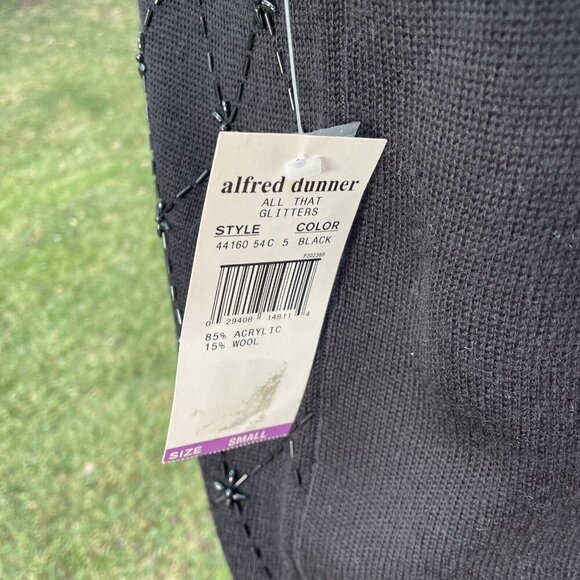 alfred dunner
ALL THAT
GLITTERS
STYLE COLOR
44160 54C 5 BLACK
P202388
0 29408 14811 4
85% ACRYLIC
15% WOOL
SIZE SMALL